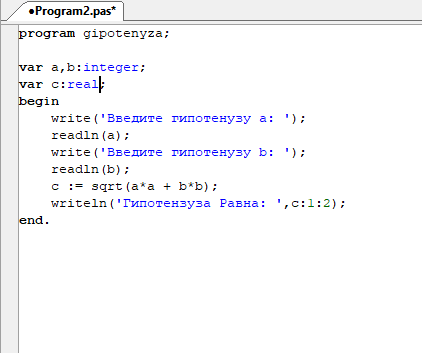 ●Program2.pas*
program gipotenyza;
var a,b:integer;
var c:real;
begin
write('Введите гипотенузу a: ');
readln(a);
write('Введите гипотенузу b: ');
readln(b);
c := sqrt(a*a + b*b);
writeln('Гипотензуза Равна: ',c:1:2);
end.